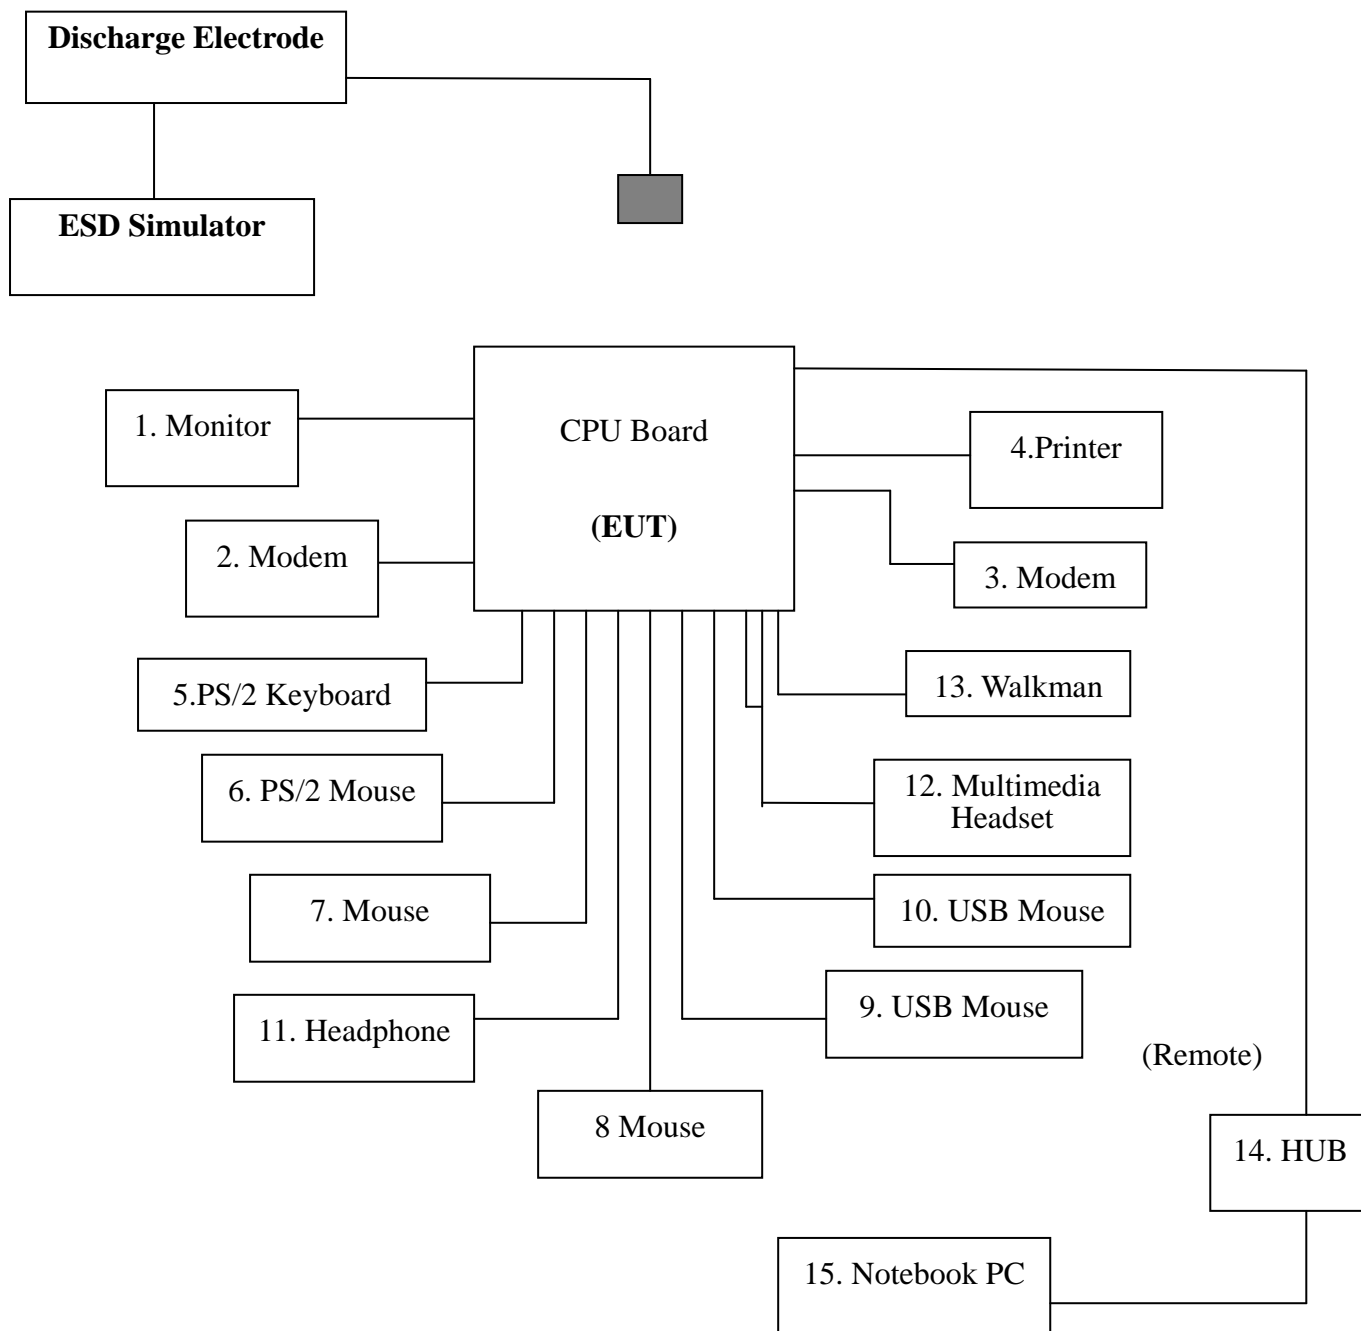 Discharge Electrode
ESD Simulator
CPU Board
(EUT)
1. Monitor
4.Printer
2. Modem
3. Modem
5.PS/2 Keyboard
13. Walkman
6. PS/2 Mouse
12. Multimedia
Headset
7. Mouse
10. USB Mouse
11. Headphone
9. USB Mouse
(Remote)
8 Mouse
14. HUB
15. Notebook PC